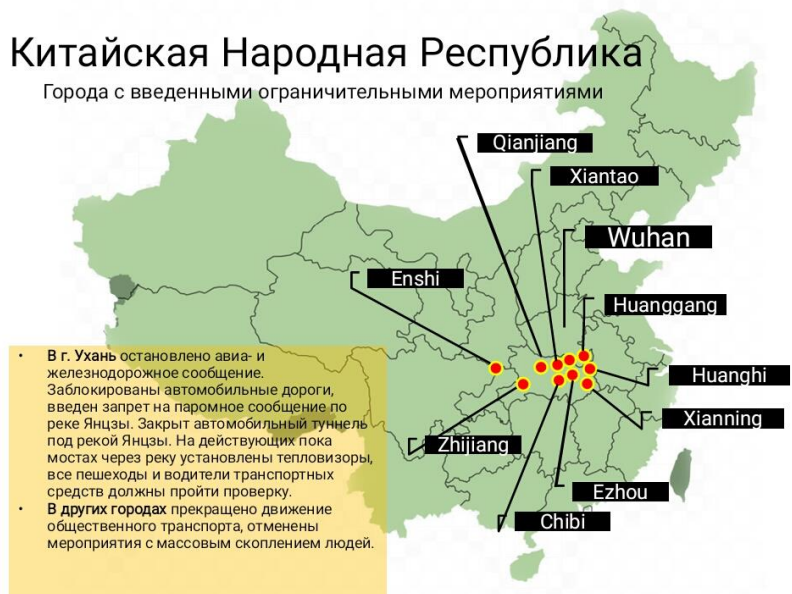 Китайская Народная Республика
Города с введенными ограничительными мероприятиями
Qianjiang
Xiantao
Wuhan
Enshi
Huanggang
Huanghi
Xianning
Zhijiang
Ezhou
Chibi
• В г. Ухань остановлено авиа- и
железнодорожное сообщение.
Заблокированы автомобильные дороги,
введен запрет на паромное сообщение по
реке Янцзы. Закрыт автомобильный туннель
под рекой Янцзы. На действующих пока
мостах через реку установлены тепловизоры,
все пешеходы и водители транспортных
средств должны пройти проверку.
• В других городах прекращено движение
общественного транспорта, отменены
мероприятия с массовым скоплением людей.